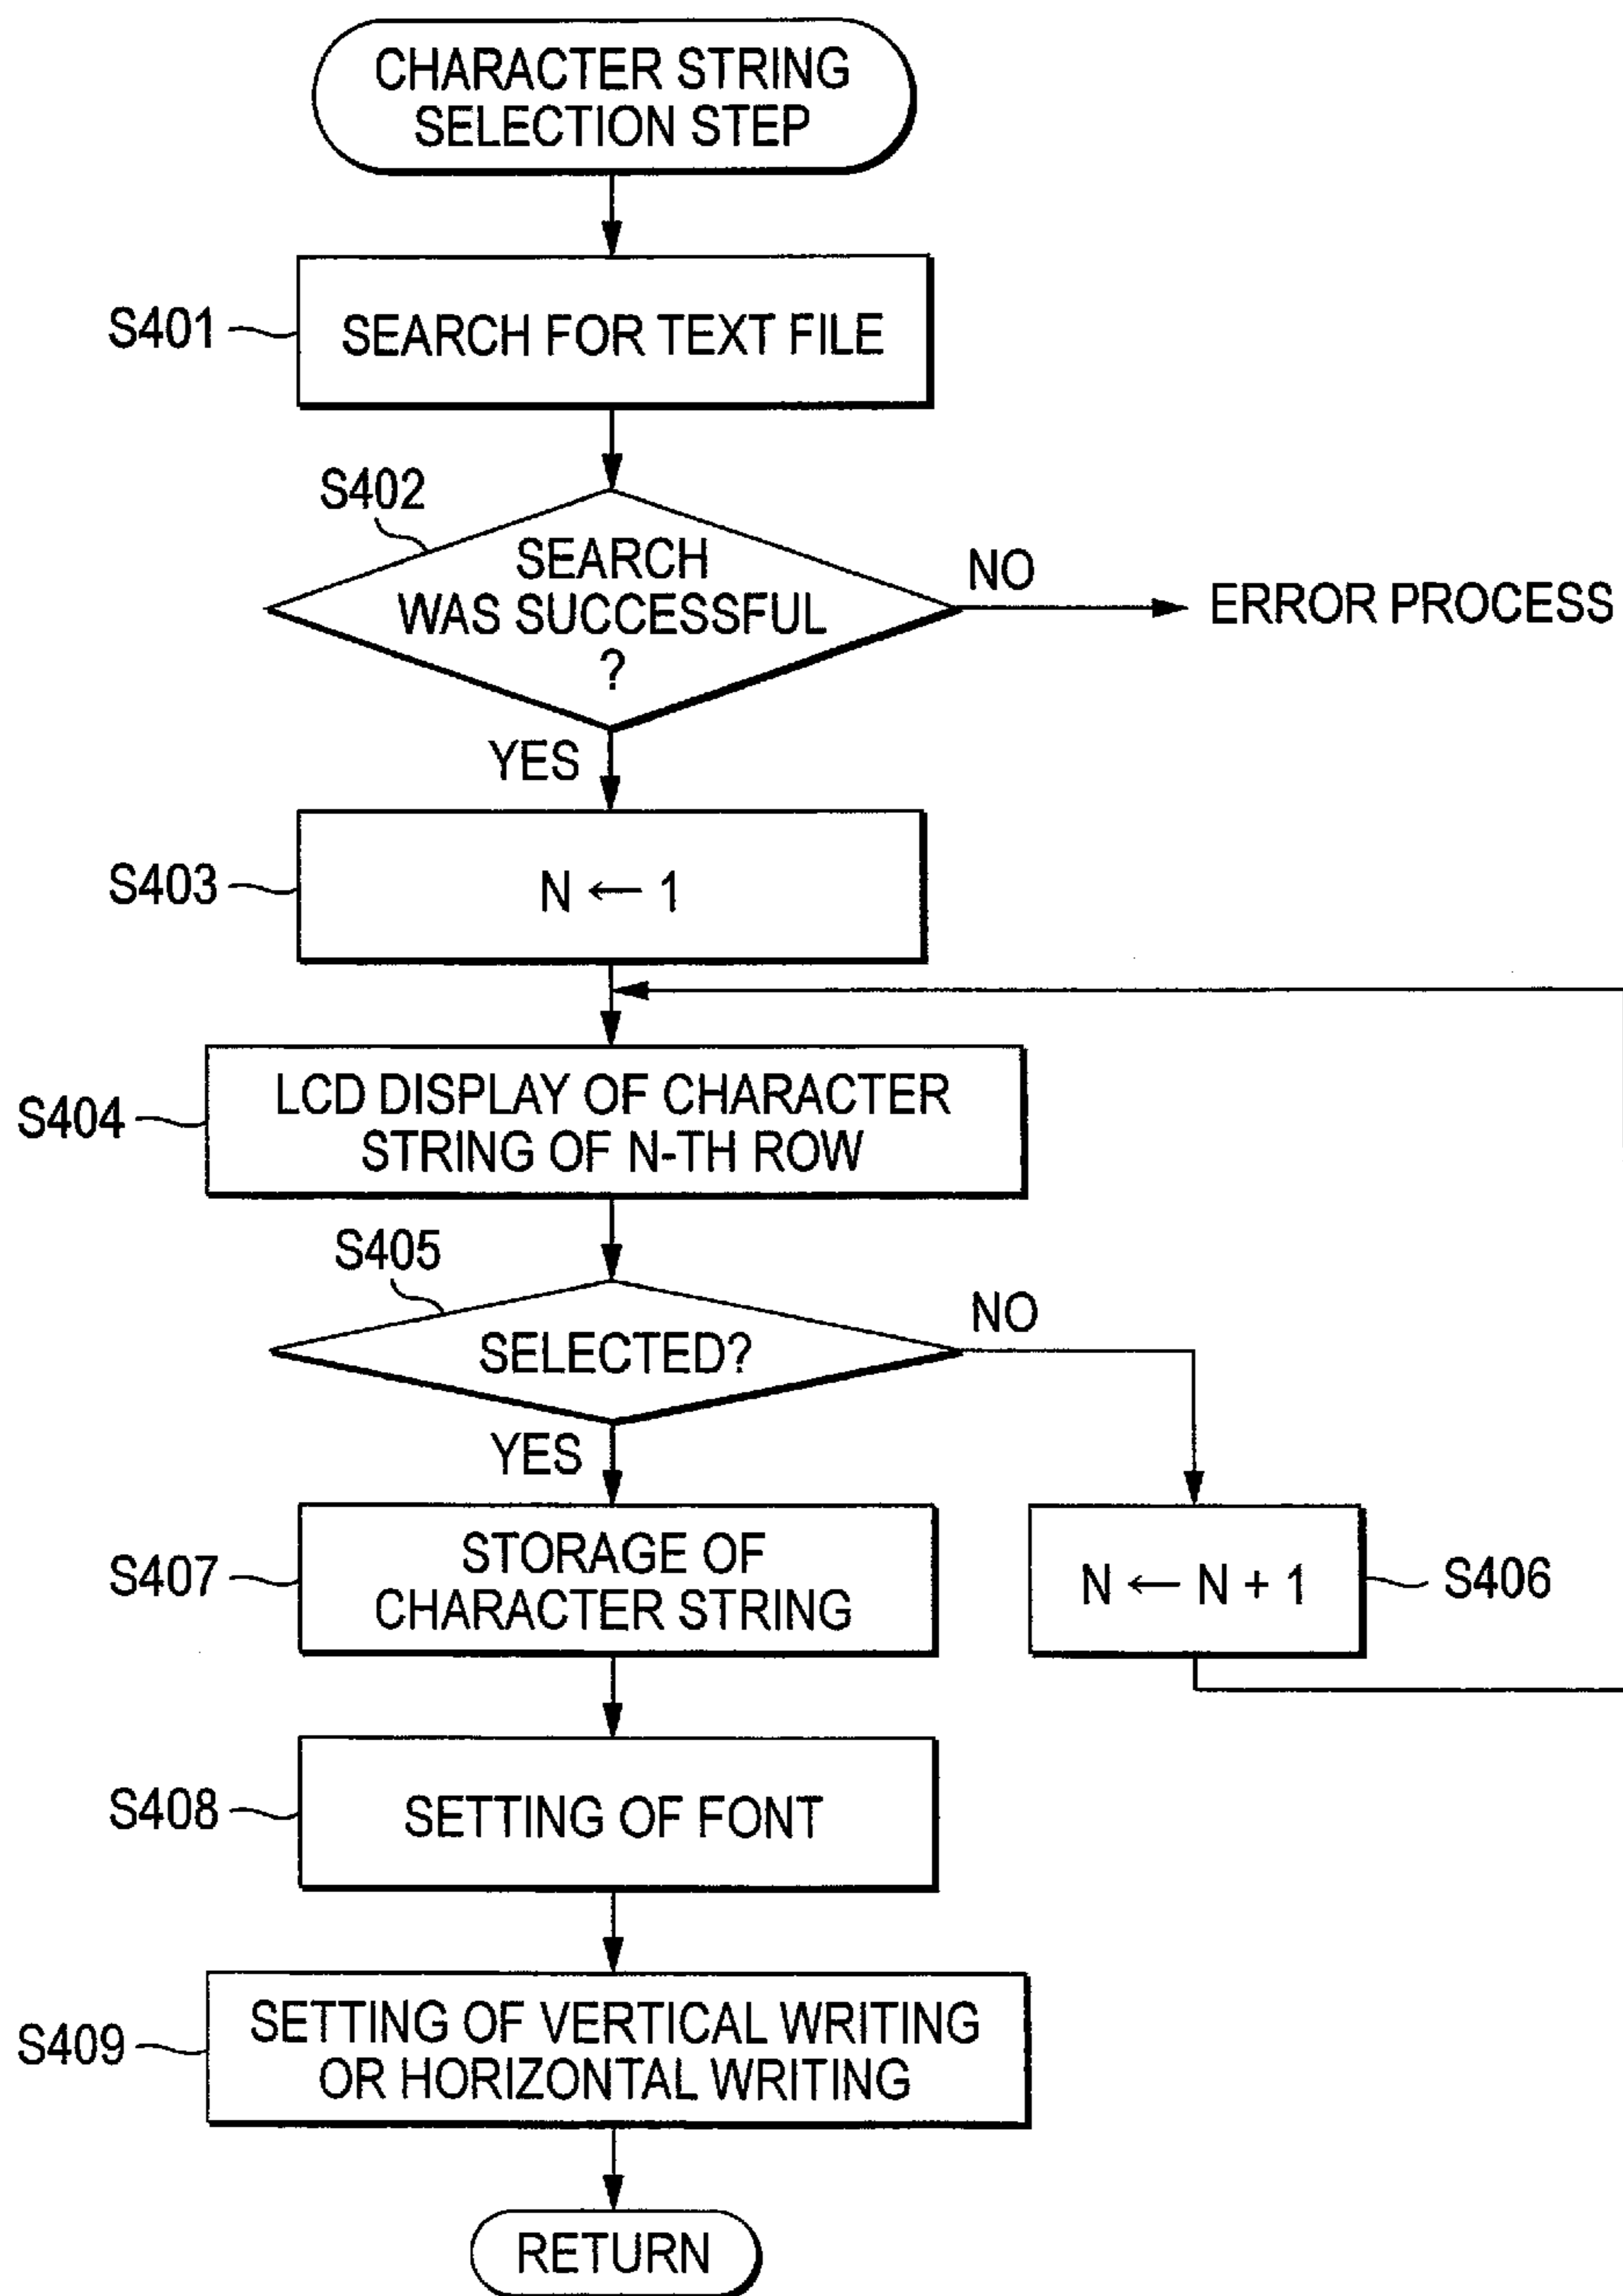 CHARACTER STRING
SELECTION STEP
S401
SEARCH FOR TEXT FILE
S402
SEARCH
WAS SUCCESSFUL
?
NO
ERROR PROCESS
YES
S403
N ← 1
S404
LCD DISPLAY OF CHARACTER
STRING OF N-TH ROW
S405
SELECTED?
NO
YES
S407
STORAGE OF
CHARACTER STRING
N ← N + 1
S406
S408
SETTING OF FONT
S409
SETTING OF VERTICAL WRITING
OR HORIZONTAL WRITING
RETURN